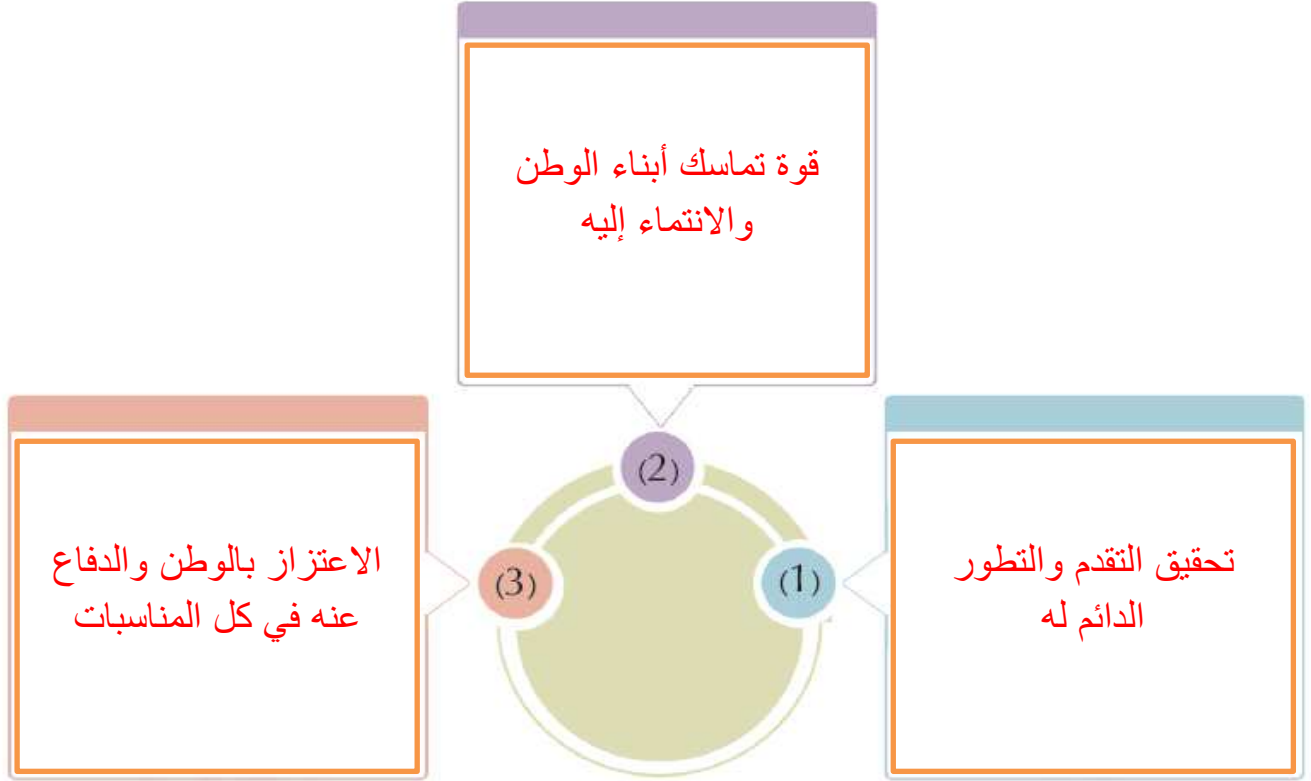 قوة تماسك أبناء الوطن
والانتماء إليه
(2)
(1)
تحقيق التقدم والتطور
الدائم له
(3)
الاعتزاز بالوطن والدفاع
عنه في كل المناسبات